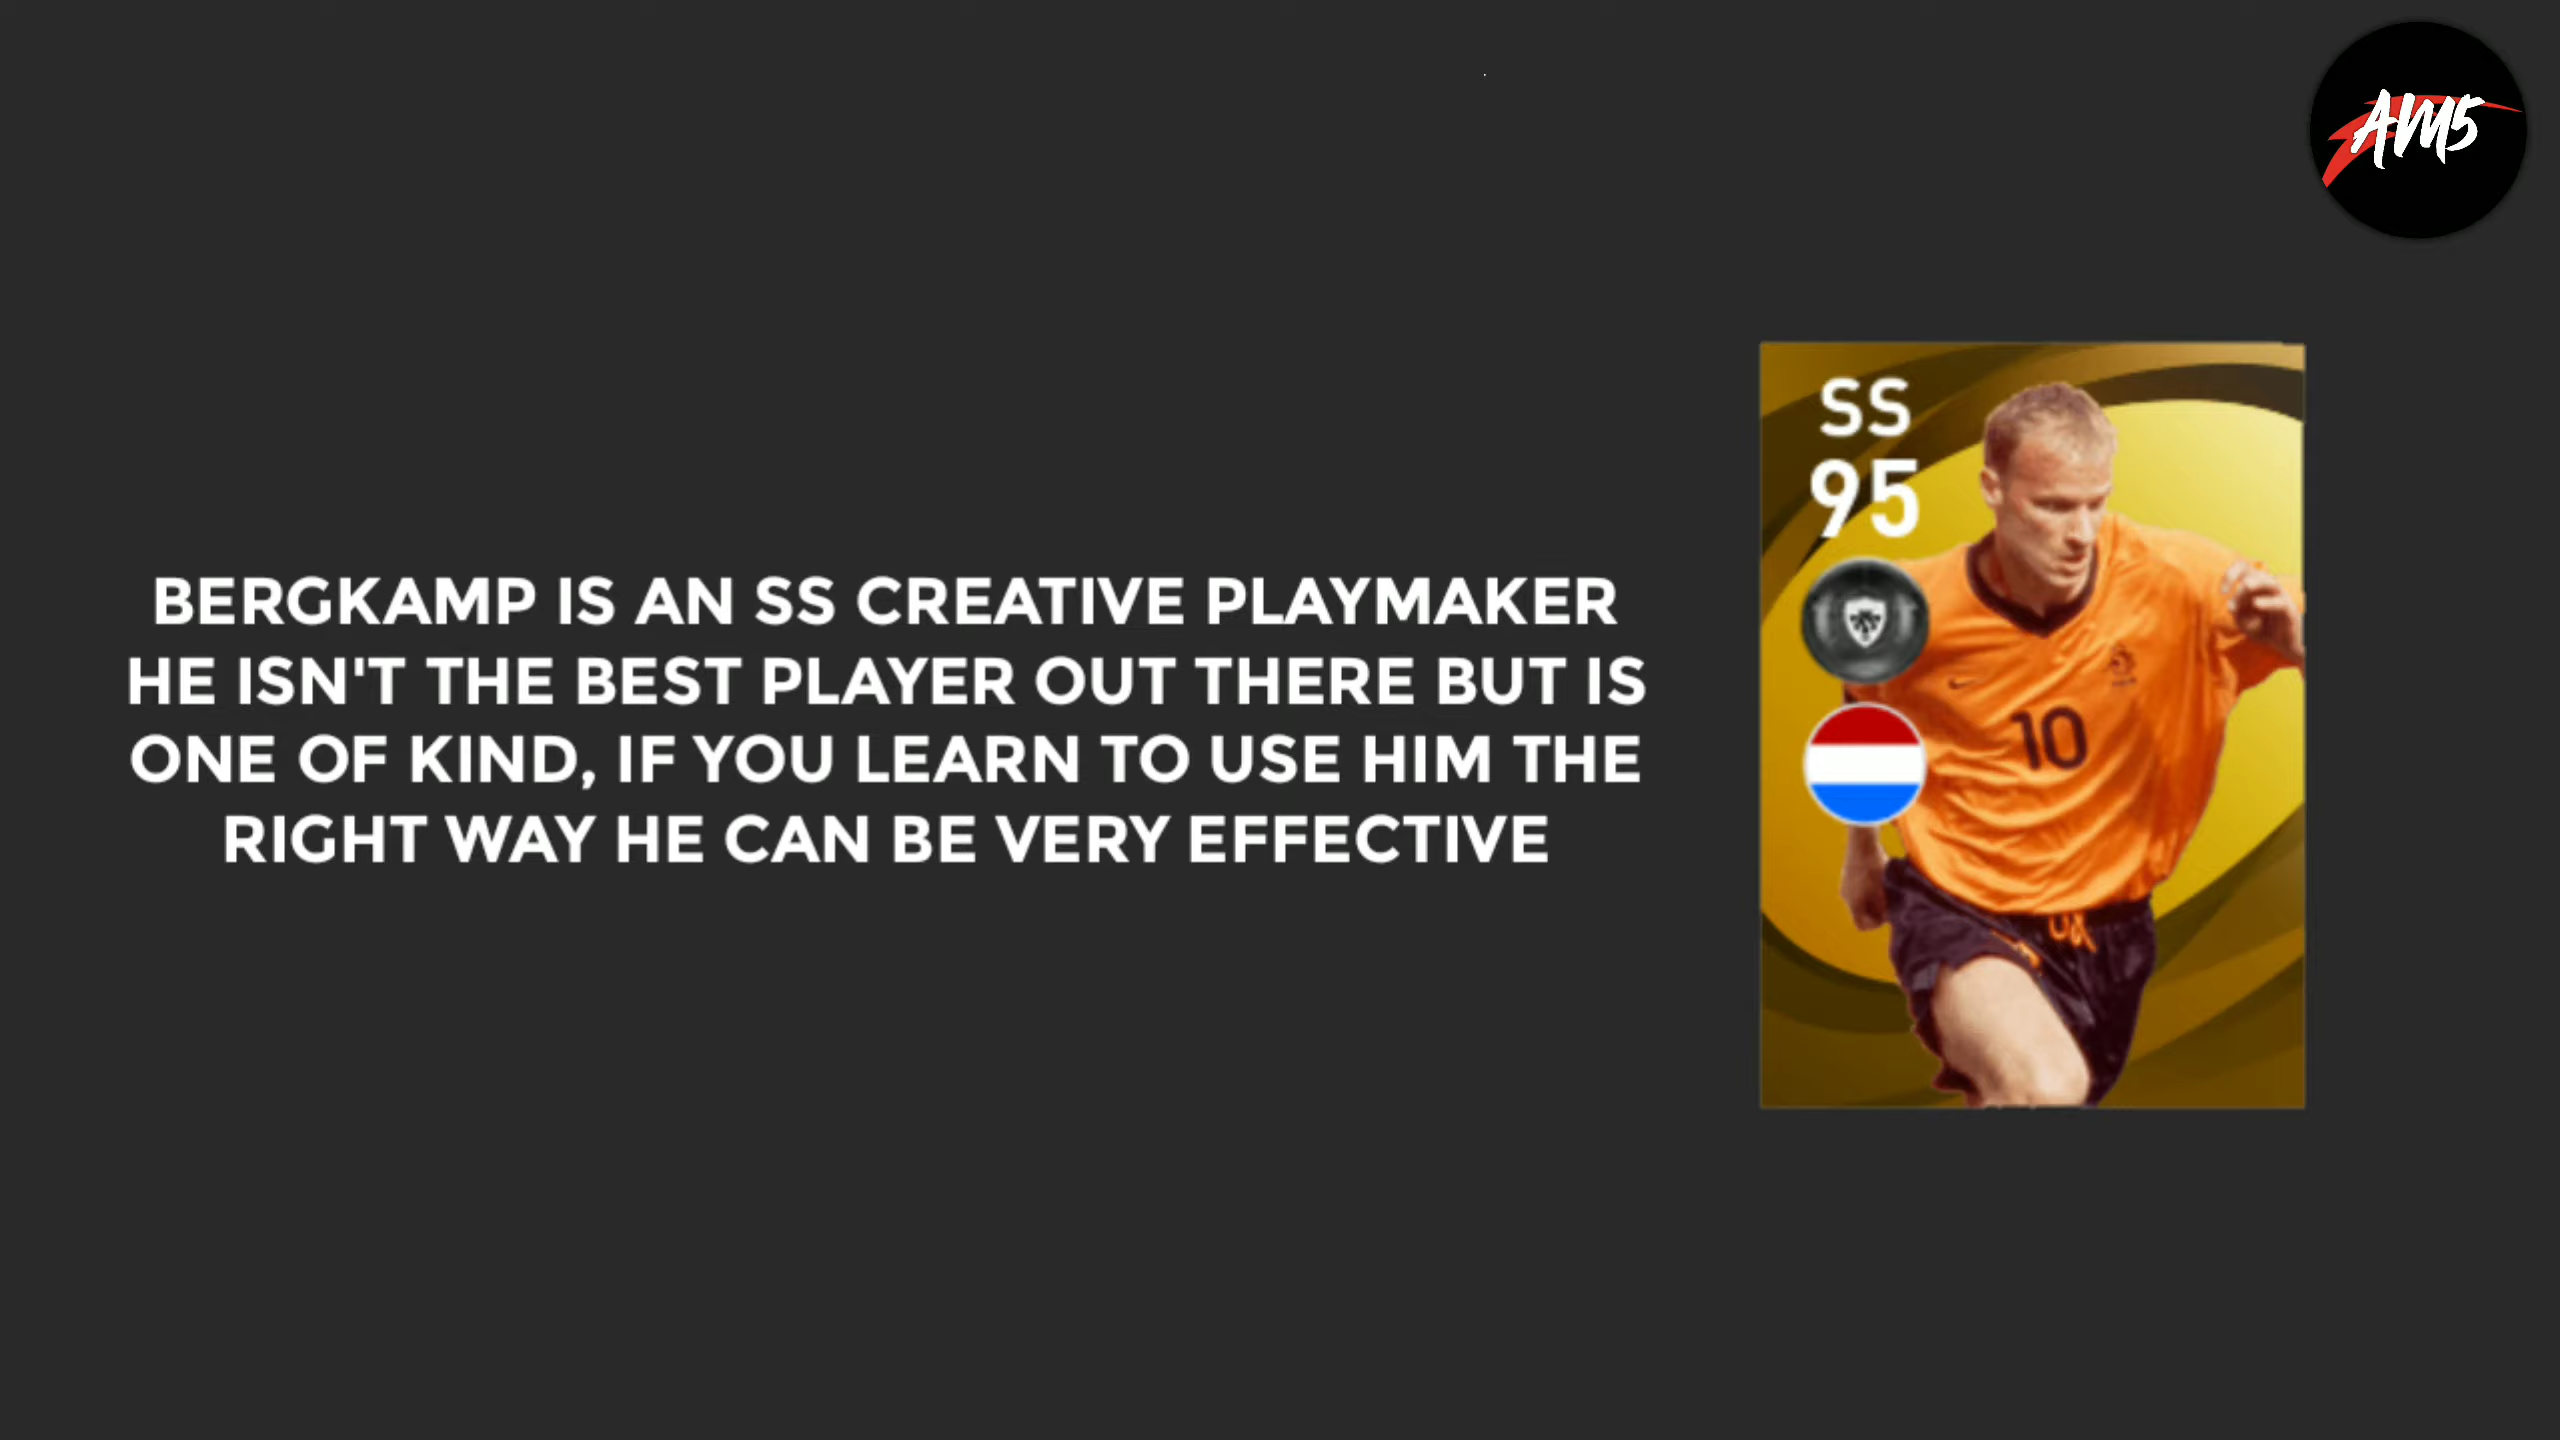 AM5
SS
95
BERGKAMP IS AN SS CREATIVE PLAYMAKER
HE ISN'T THE BEST PLAYER OUT THERE BUT IS
ONE OF KIND, IF YOU LEARN TO USE HIM THE
RIGHT WAY HE CAN BE VERY EFFECTIVE
10